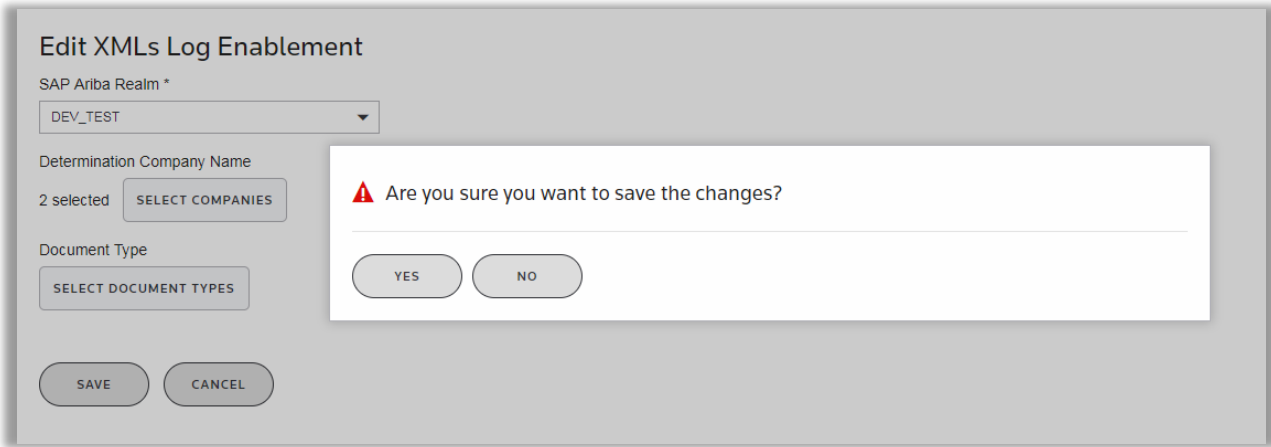 Edit XMLs Log Enablement
SAP Ariba Realm *
DEV_TEST
Determination Company Name
2 selected SELECT COMPANIES
Document Type
SELECT DOCUMENT TYPES
Are you sure you want to save the changes?
YES NO
SAVE CANCEL